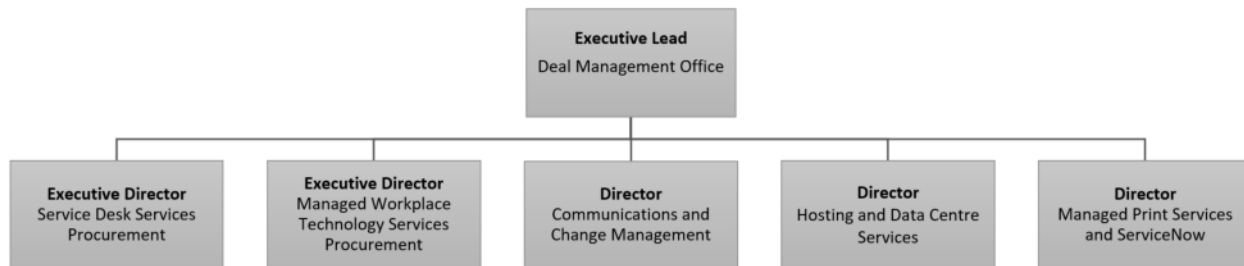 Executive Lead
Deal Management Office
Executive Director
Service Desk Services
Procurement
Executive Director
Managed Workplace
Technology Services
Procurement
Director
Communications and
Change Management
Director
Hosting and Data Centre
Services
Director
Managed Print Services
and ServiceNow